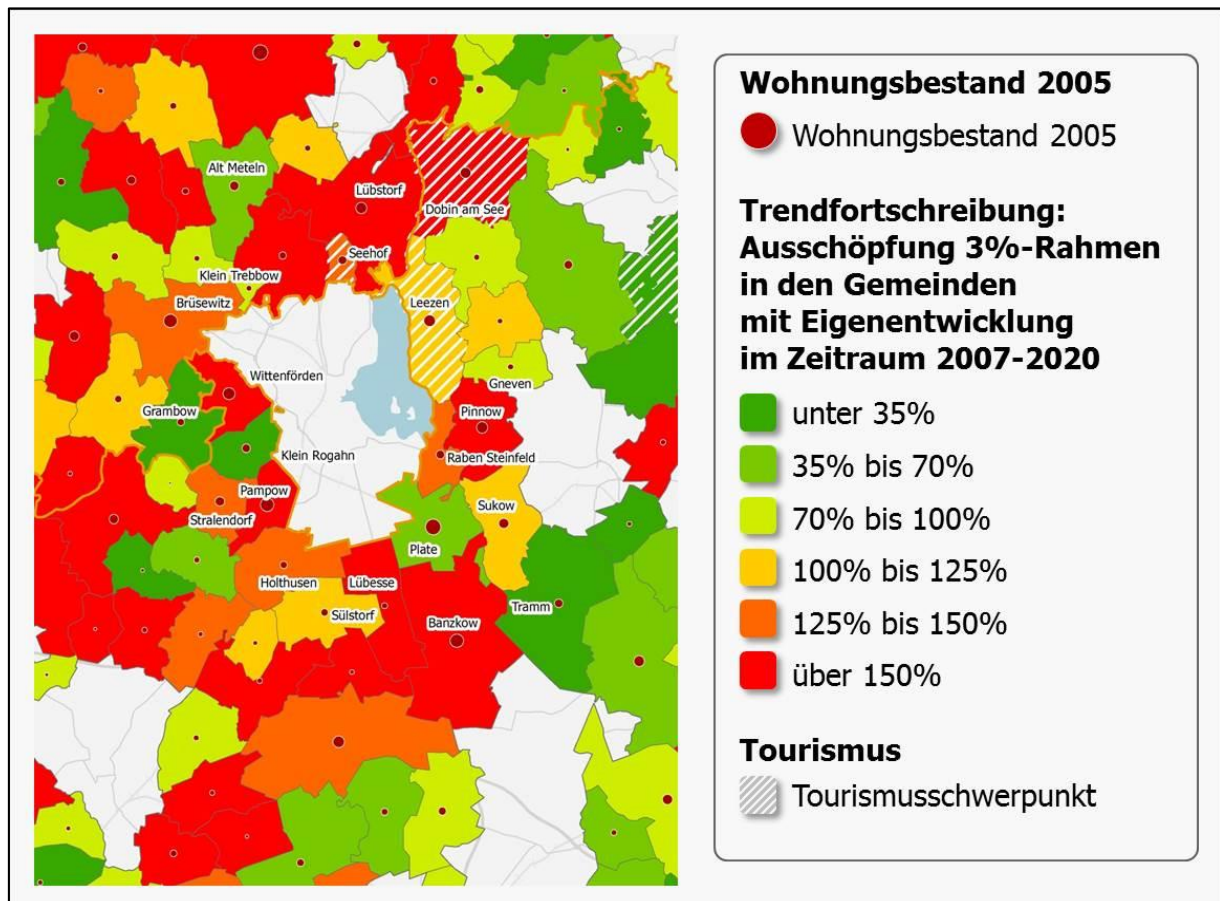 Alt Meteln
Lübstorf
Dobin am See
Seehof
Klein Trebbow
Brüsewitz
Leezen
Wittenförden
Gneven
Grambow
Pinnow
Klein Rogahn
Raben Steinfeld
Pampow
Stralendorf
Sukow
Plate
Holthusen
Lübesse
Sülstorf
Tramm
Banzkow
Wohnungsbestand 2005
Wohnungsbestand 2005
Trendfortschreibung:
Ausschöpfung 3%-Rahmen
in den Gemeinden
mit Eigenentwicklung
im Zeitraum 2007-2020
unter 35%
35% bis 70%
70% bis 100%
100% bis 125%
125% bis 150%
über 150%
Tourismus
Tourismusschwerpunkt